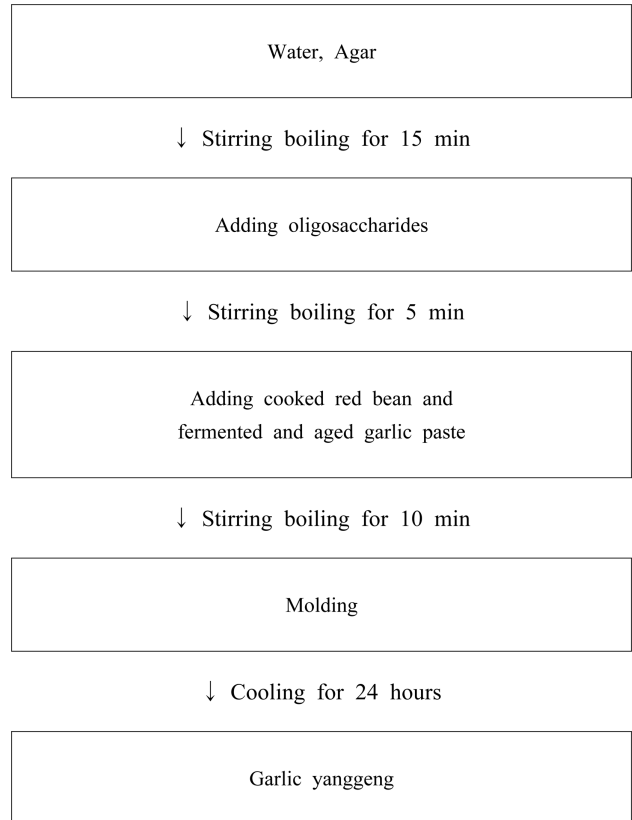 Water, Agar
↓ Stirring boiling for 15 min
Adding oligosaccharides
↓ Stirring boiling for 5 min
Adding cooked red bean and
fermented and aged garlic paste
↓ Stirring boiling for 10 min
Molding
↓ Cooling for 24 hours
Garlic yanggeng